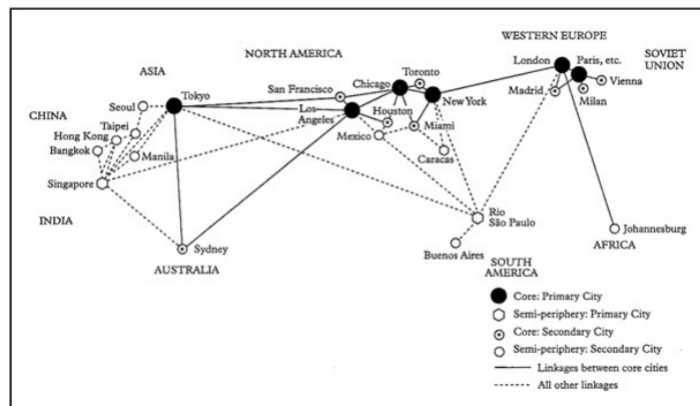 WESTERN EUROPE
SOVIET
UNION
NORTH AMERICA
ASIA
CHINA
INDIA
AUSTRALIA
AFRICA
SOUTH
AMERICA
Tokyo
Seoul
Taipei
Hong Kong
Bangkok
Manila
Singapore
Sydney
San Francisco
Los
Angeles
Chicago
Toronto
Houston
New York
Mexico
Miami
Caracas
Rio
São Paulo
Buenos Aires
London
Paris, etc.
Madrid
Vienna
Milan
Johannesburg
Core: Primary City
Semi-periphery: Primary City
Core: Secondary City
Semi-periphery: Secondary City
Linkages between core cities
All other linkages